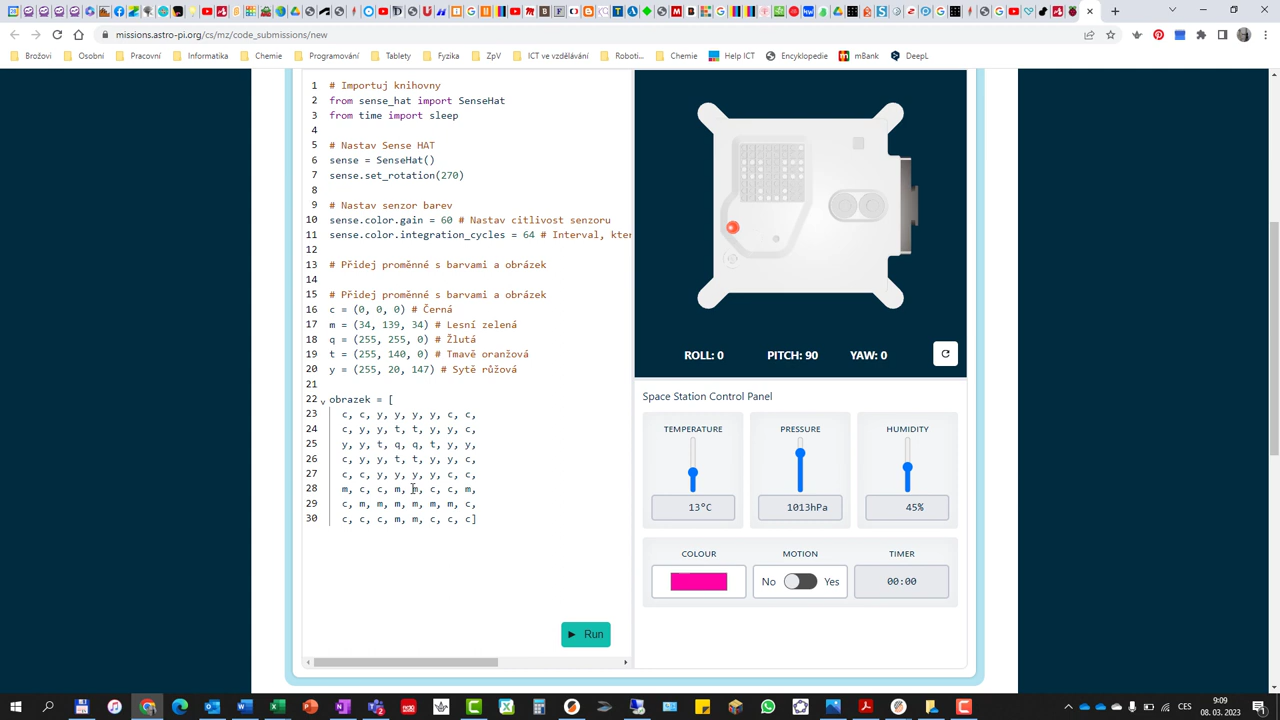 missions.astro-pi.org/cs/mz/code_submissions/new
Brožovi
Osobní
Pracovní
Informatika
Chemie
Programování
Tablety
Fyzika
ZpV
ICT ve vzdělávání
Roboti...
Chemie
Help ICT
Encyklopedie
mBank
DeepL
1 # Importuj knihovny
2 from sense_hat import SenseHat
3 from time import sleep
4
5 # Nastav Sense HAT
6 sense = SenseHat()
7 sense.set_rotation(270)
8
9 # Nastav senzor barev
10 sense.color.gain = 60 # Nastav citlivost senzoru
11 sense.color.integration_cycles = 64 # Interval, kter
12
13 # Přidej proměnné s barvami a obrázek
14
15 # Přidej proměnné s barvami a obrázek
16 c = (0, 0, 0) # Černá
17 m = (34, 139, 34) # Lesní zelená
18 q = (255, 255, 0) # Žlutá
19 t = (255, 140, 0) # Tmavě oranžová
20 y = (255, 20, 147) # Sytě růžová
21
22 obrazek = [
23 c, c, y, y, y, y, c, c,
24 c, y, y, t, t, y, y, c,
25 y, y, t, q, q, t, y, y,
26 c, y, y, t, t, y, y, c,
27 c, c, y, y, y, y, c, c,
28 m, c, c, m, m, c, c, m,
29 c, m, m, m, m, m, m, c,
30 c, c, c, m, m, c, c, c]
Run
ROLL: 0
PITCH: 90
YAW: 0
Space Station Control Panel
TEMPERATURE
PRESSURE
HUMIDITY
13°C
1013hPa
45%
COLOUR
MOTION
TIMER
No
Yes
00:00
CES
9:09
08. 03. 2023